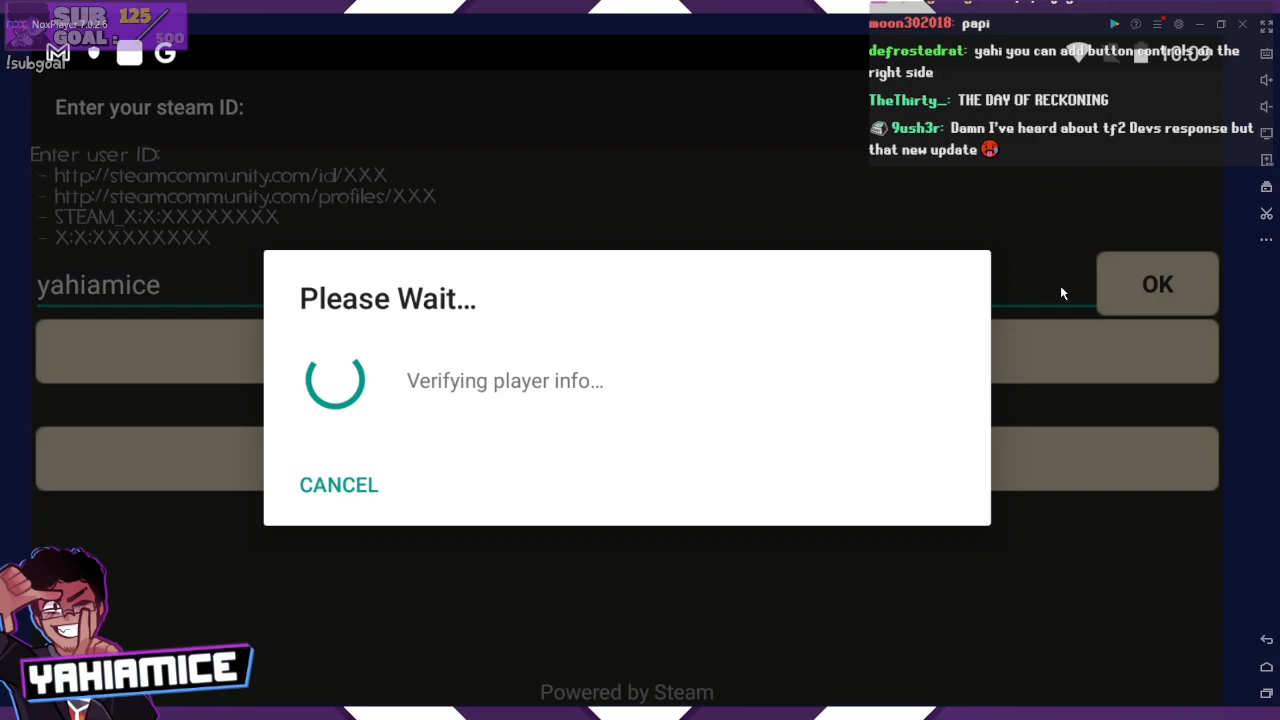 NoxPlayer 7.0.2.6
SUB 125
GOAL : 500
!subgoal
10:09
moon302018: papi
defrostedrat: yahi you can add button controls on the
right side
TheThirty_: THE DAY OF RECKONING
9ush3r: Damn I've heard about tf2 Devs response but
that new update 🥵
Enter your steam ID:
Enter user ID:
- http://steamcommunity.com/id/XXX
- http://steamcommunity.com/profiles/XXX
- STEAM_X:X:XXXXXXXX
- X:X:XXXXXXXX
yahiamice
OK
Please Wait...
Verifying player info...
CANCEL
YAHIAMICE
Powered by Steam